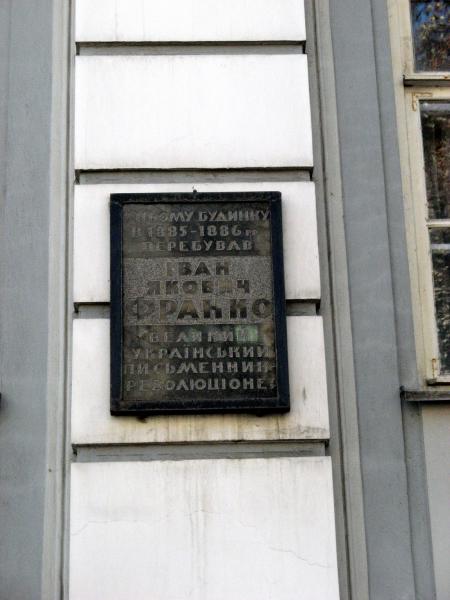 В ЦЬОМУ БУДИНКУ
В 1885-1886 рр
ПЕРЕБУВАВ
ІВАН
ЯКОВИЧ
ФРАНКО
ВЕЛИКИЙ
УКРАЇНСЬКИЙ
ПИСЬМЕННИК-
РЕВОЛЮЦІОНЕР